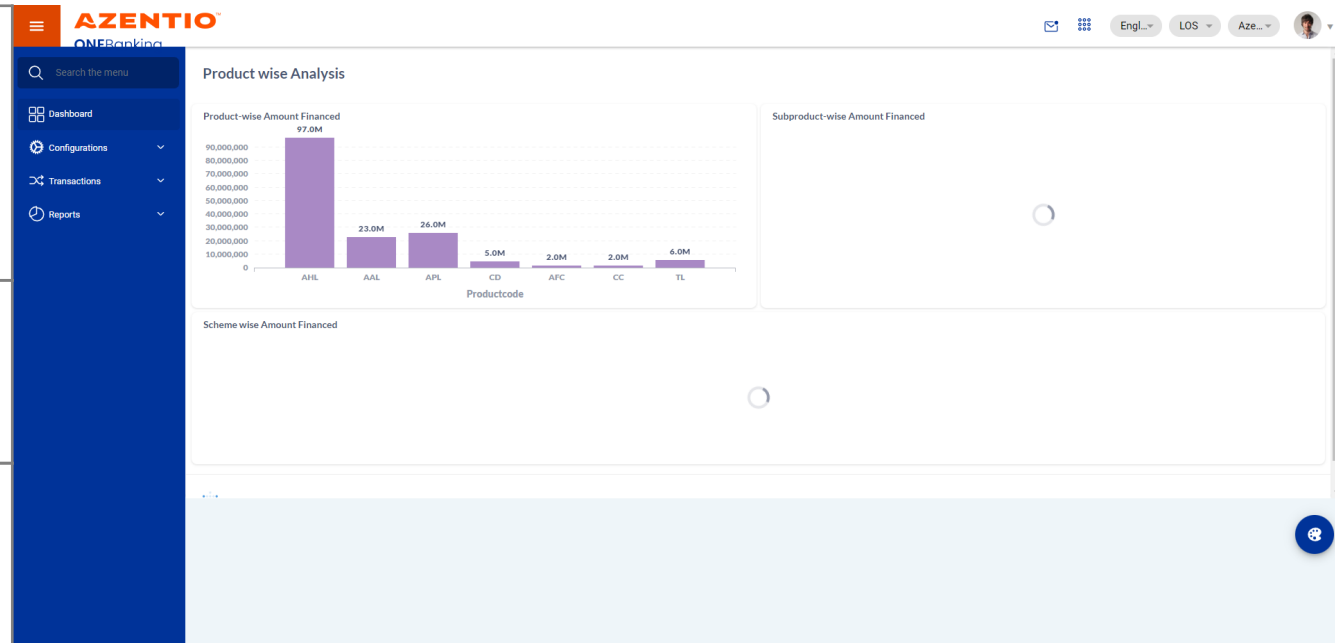 AZENTIO™
ONEBanking
Engl...
LOS
Aze...
Search the menu
Dashboard
Configurations
Transactions
Reports
Product wise Analysis
Product-wise Amount Financed
97.0M
90,000,000
80,000,000
70,000,000
60,000,000
50,000,000
40,000,000
30,000,000
20,000,000
10,000,000
0
23.0M
26.0M
5.0M
2.0M
2.0M
6.0M
AHL AAL APL CD AFC CC TL
Productcode
Subproduct-wise Amount Financed
Scheme wise Amount Financed